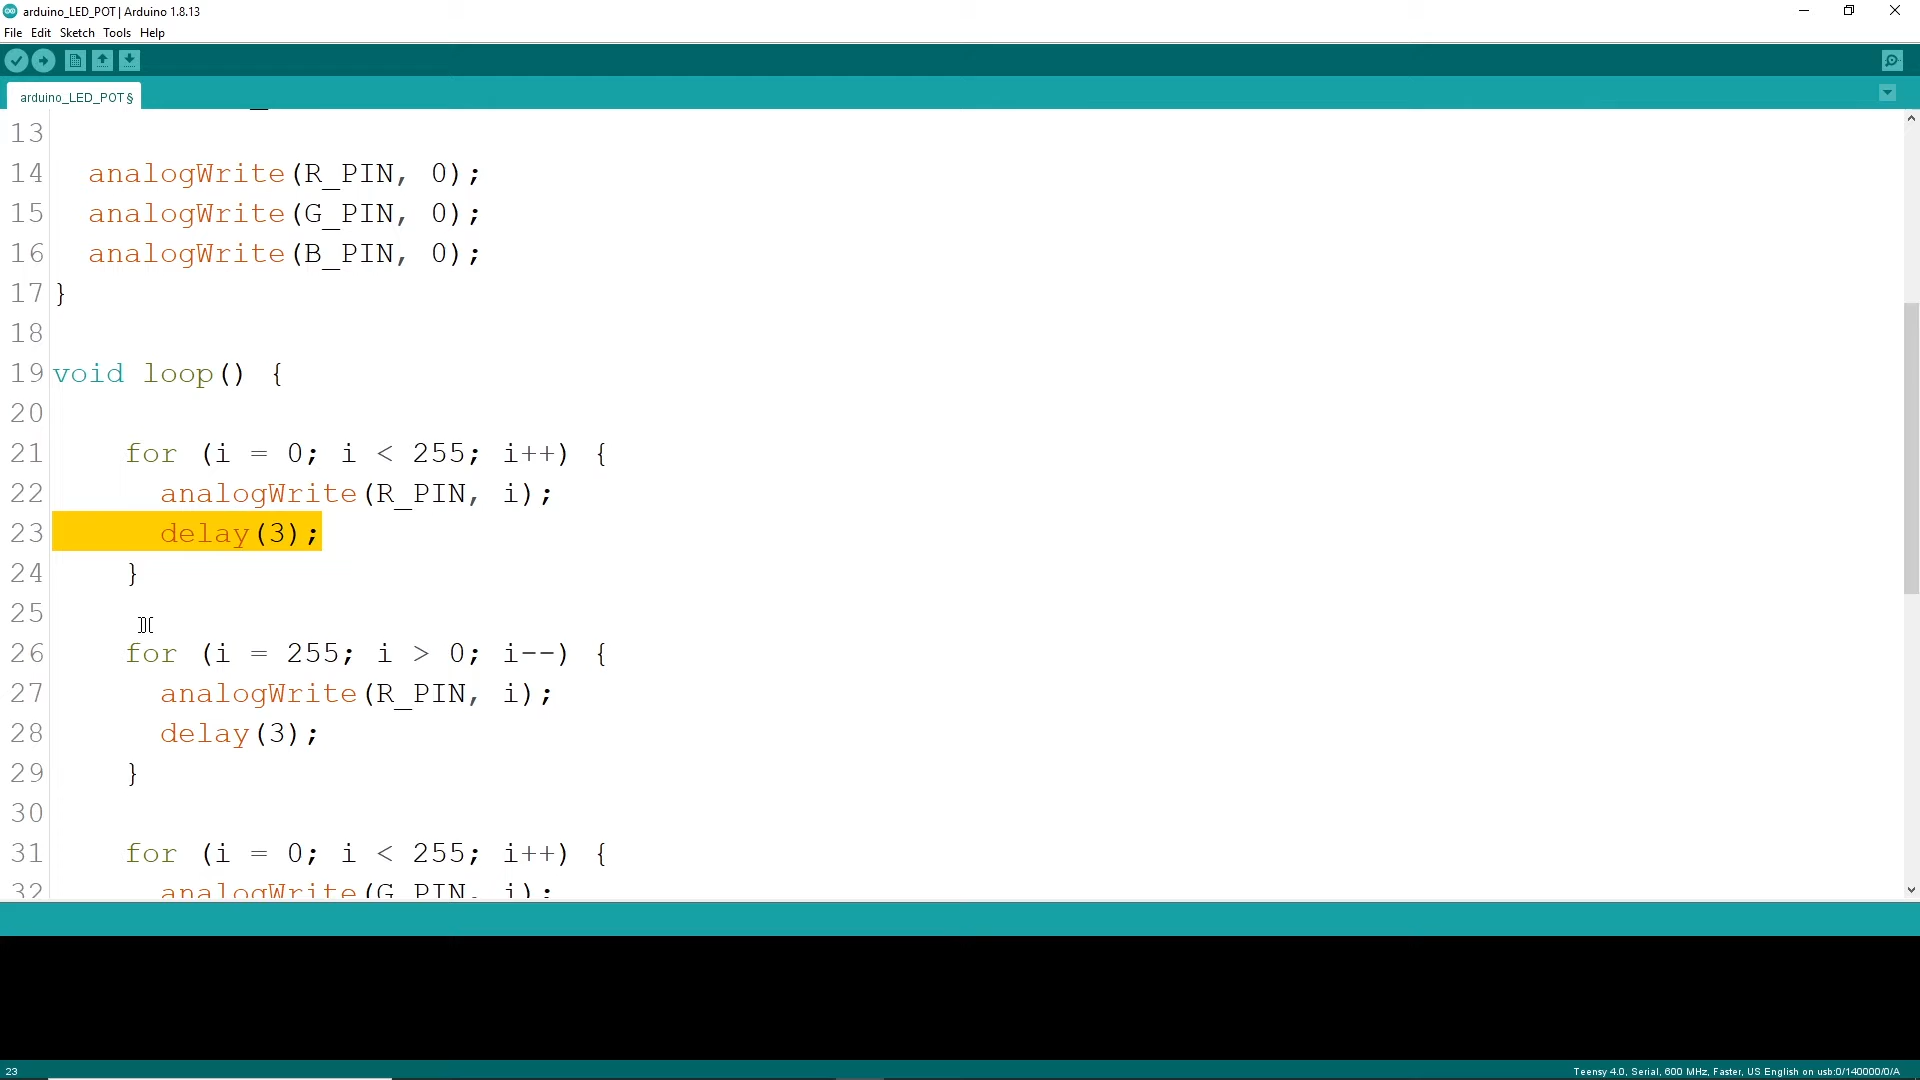 arduino_LED_POT | Arduino 1.8.13
File Edit Sketch Tools Help
arduino_LED_POT §
13
14 analogWrite(R_PIN, 0);
15 analogWrite(G_PIN, 0);
16 analogWrite(B_PIN, 0);
17 }
18
19 void loop() {
20
21 for (i = 0; i < 255; i++) {
22 analogWrite(R_PIN, i);
23 delay(3);
24 }
25
26 for (i = 255; i > 0; i--) {
27 analogWrite(R_PIN, i);
28 delay(3);
29 }
30
31 for (i = 0; i < 255; i++) {
32 analogWrite(G_PIN, i);
23
Teensy 4.0, Serial, 600 MHz, Faster, US English on usb:0/140000/0/A